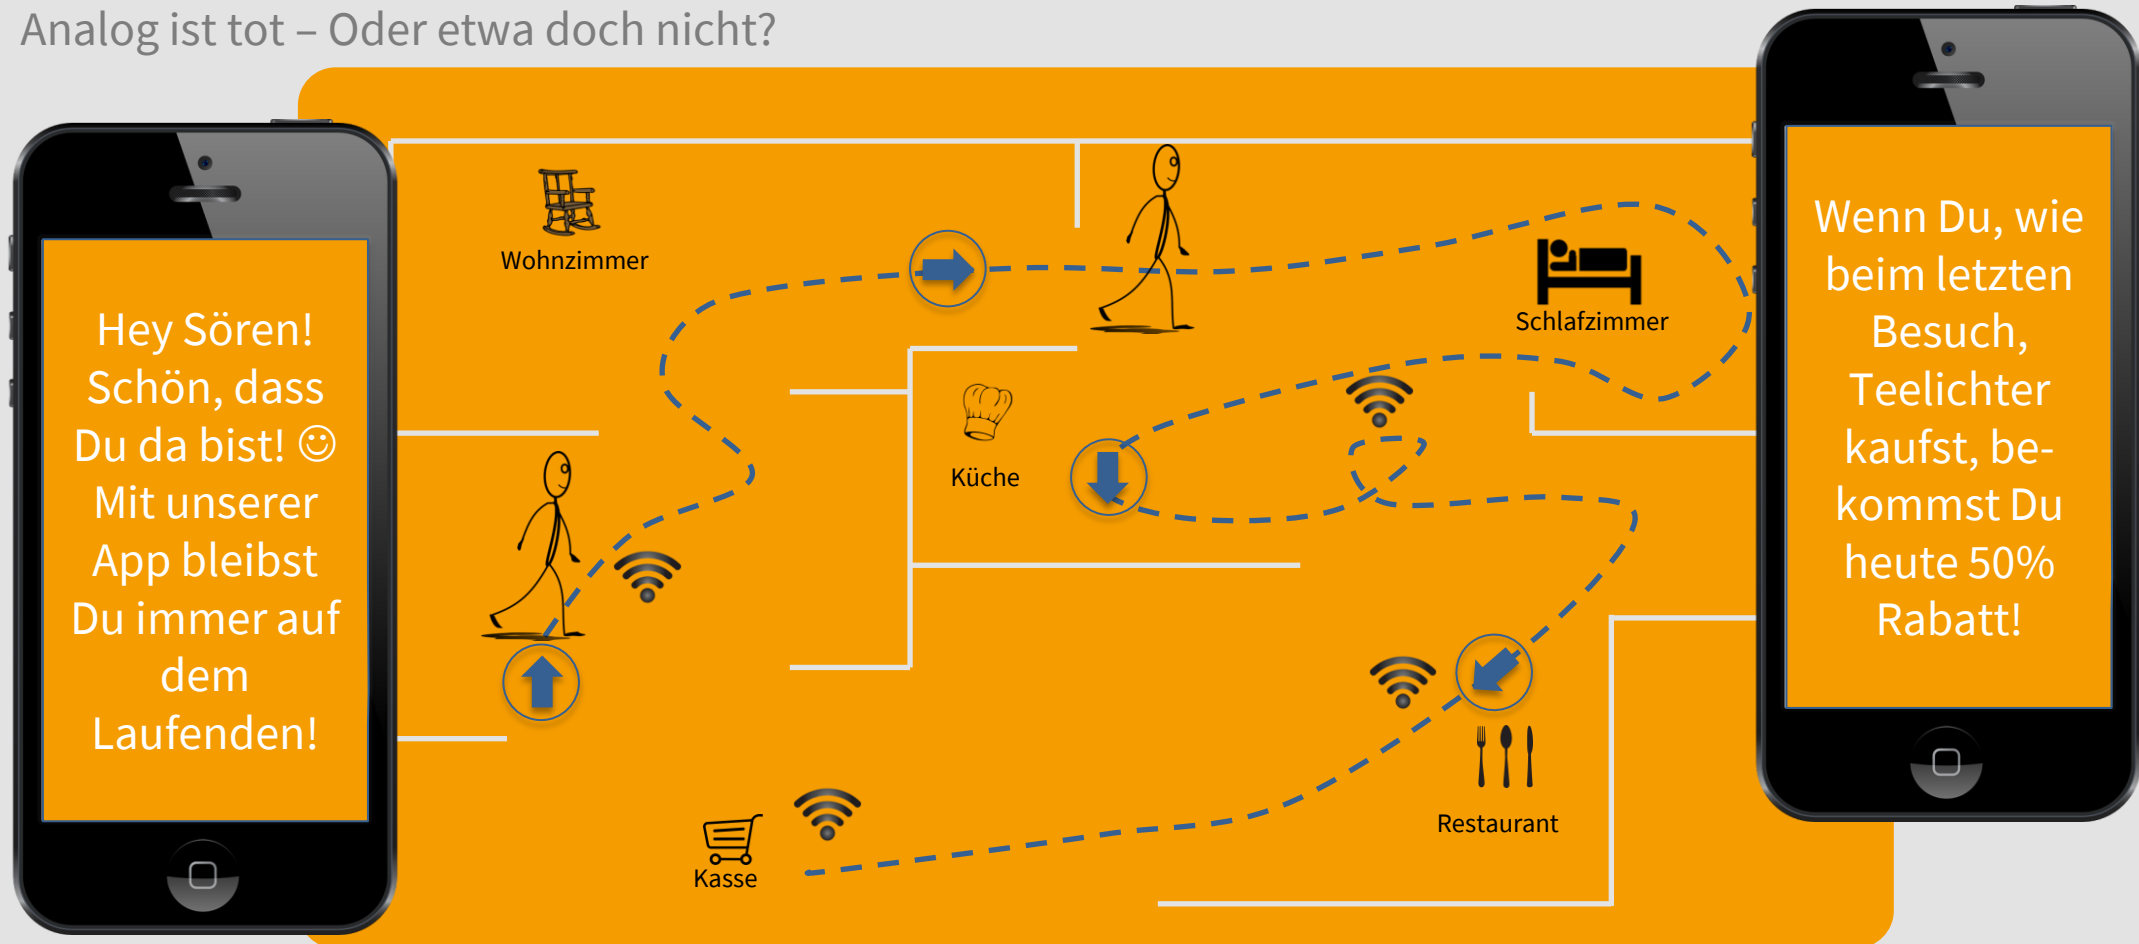 Analog ist tot – Oder etwa doch nicht?
Hey Sören!
Schön, dass
Du da bist! ☺
Mit unserer
App bleibst
Du immer auf
dem
Laufenden!
Wohnzimmer
Schlafzimmer
Küche
Restaurant
Kasse
Wenn Du, wie
beim letzten
Besuch,
Teelichter
kaufst, be-
kommst Du
heute 50%
Rabatt!